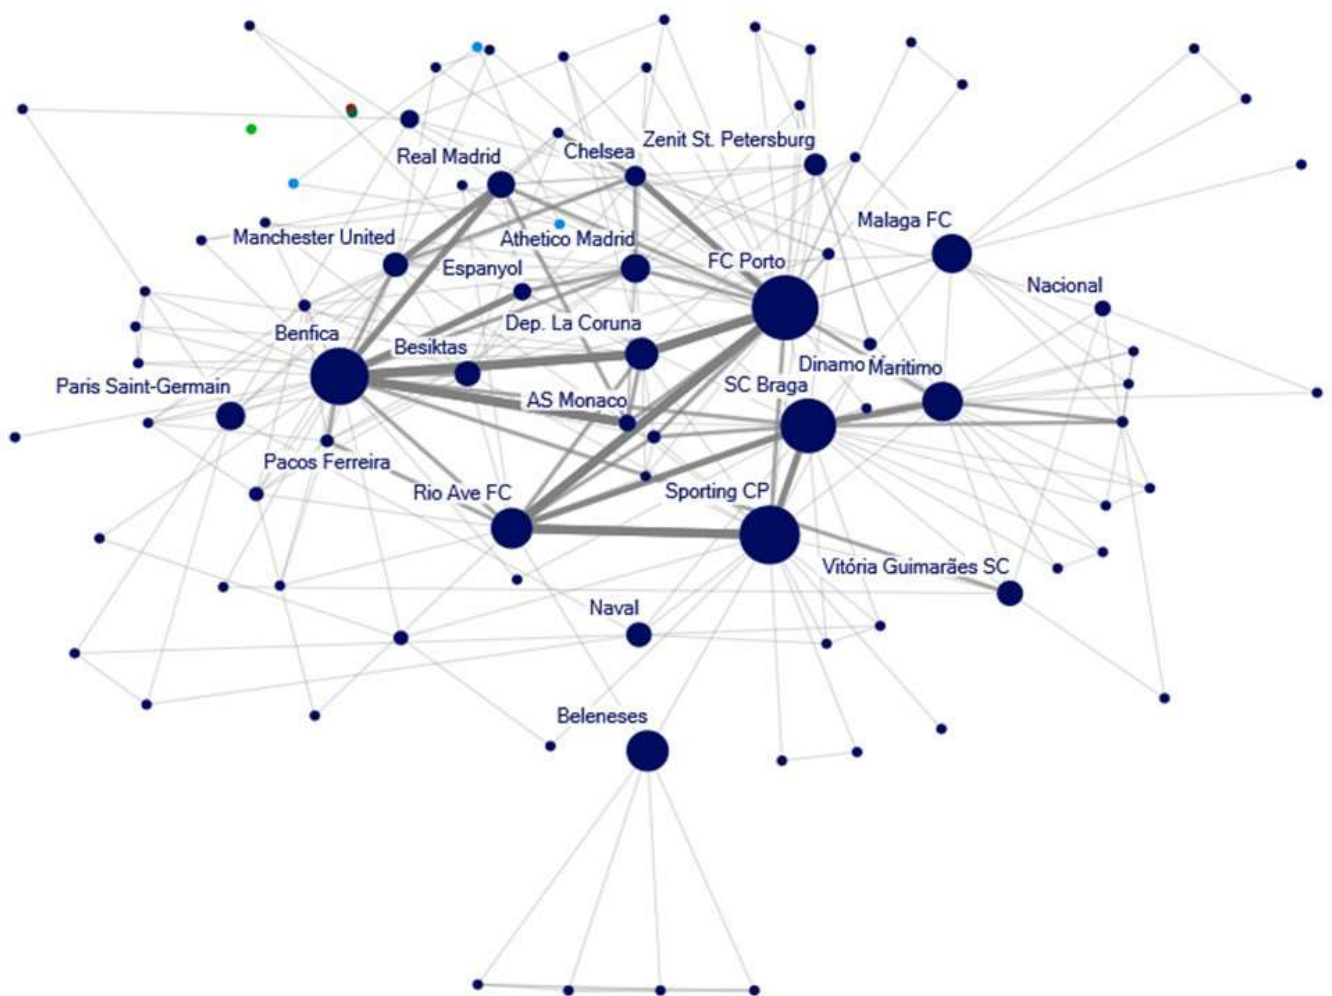 Zenit St. Petersburg
Chelsea
Real Madrid
Malaga FC
Manchester United
Athetico Madrid
FC Porto
Espanyol
Nacional
Dep. La Coruna
Benfica
Besiktas
Dinamo
Maritimo
Paris Saint-Germain
SC Braga
AS Monaco
Pacos Ferreira
Rio Ave FC
Sporting CP
Vitória Guimarães SC
Naval
Beleneses